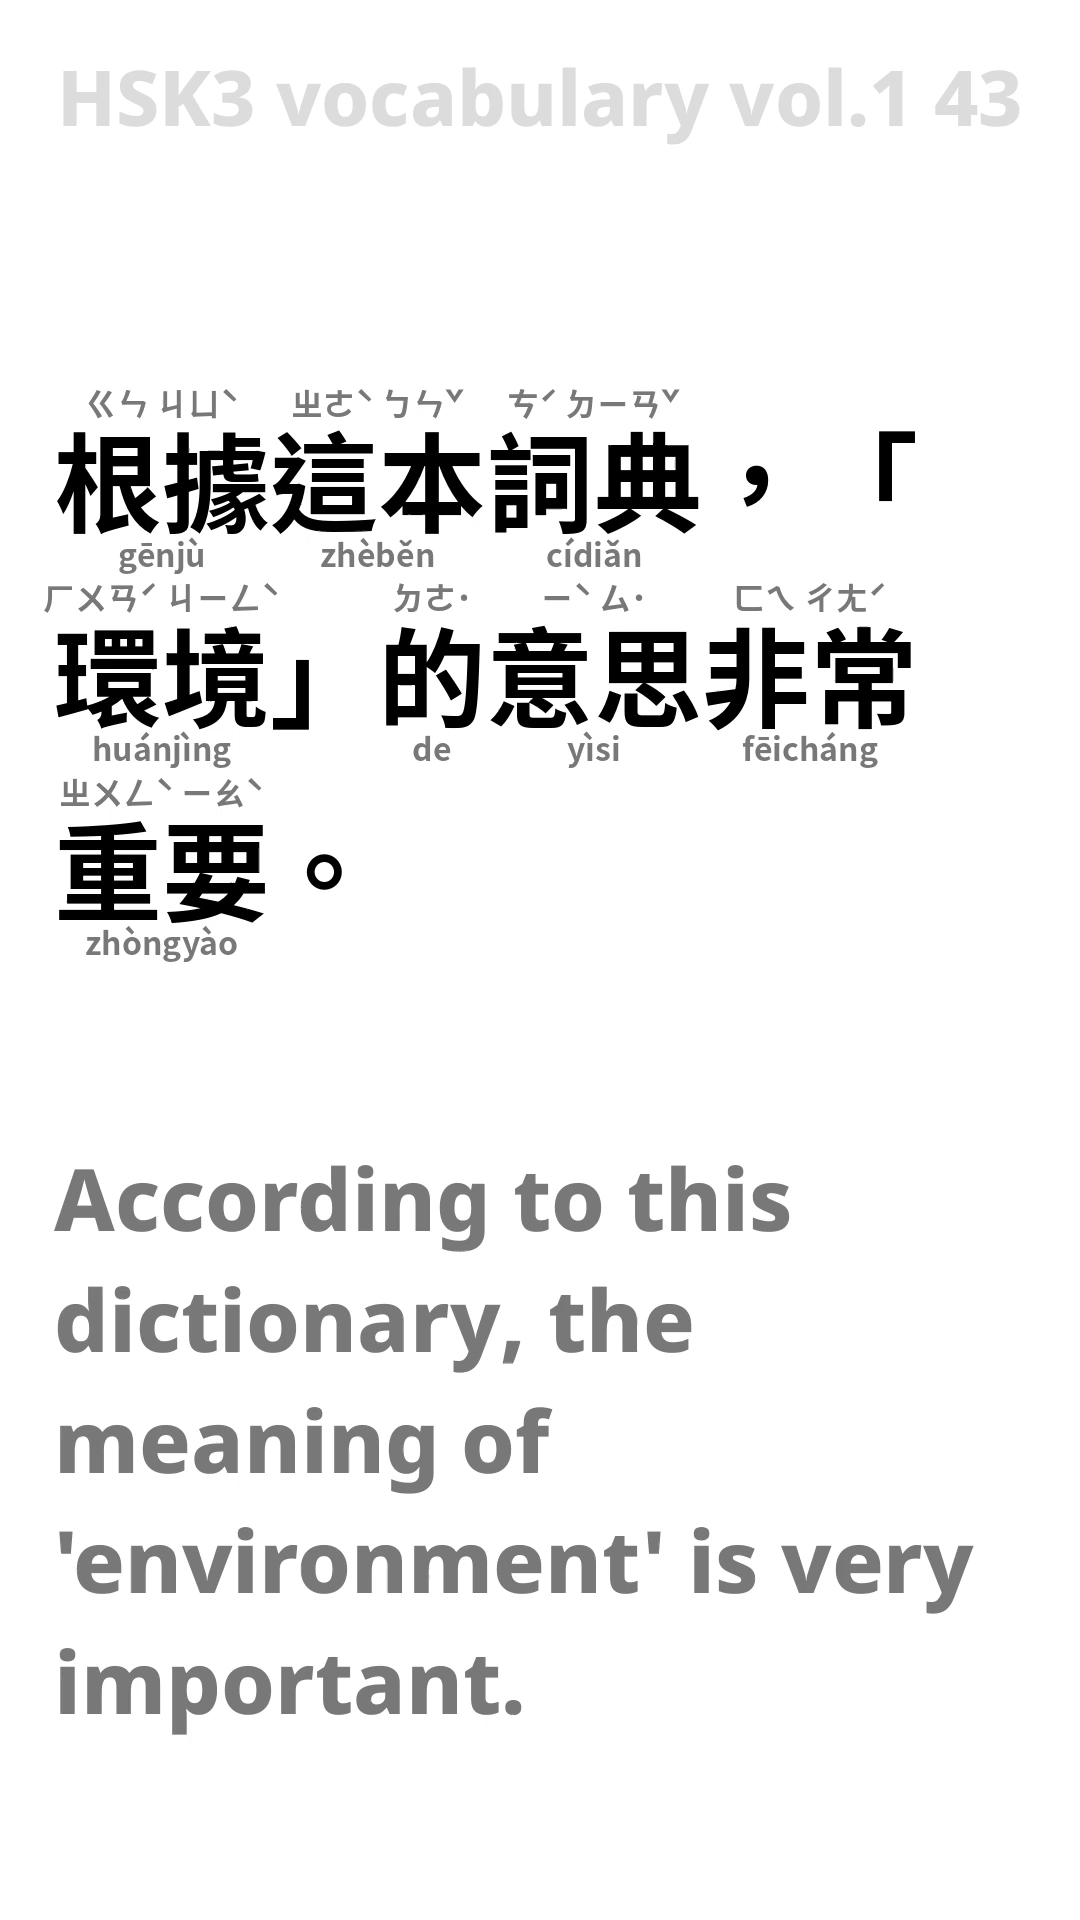 HSK3 vocabulary vol.1 43
ㄍㄣ ㄐㄩˋ ㄓㄜˋ ㄅㄣˇ ㄘˊ ㄉㄧㄢˇ
根據這本詞典，「
gēnjù zhèběn cídiǎn
ㄏㄨㄢˊ ㄐㄧㄥˋ ㄉㄜ˙ ㄧˋ ㄙ˙ ㄈㄟ ㄔㄤˊ
環境」的意思非常
huánjìng de yìsi fēicháng
ㄓㄨㄥˋ ㄧㄠˋ
重要。
zhòngyào
According to this
dictionary, the
meaning of
'environment' is very
important.